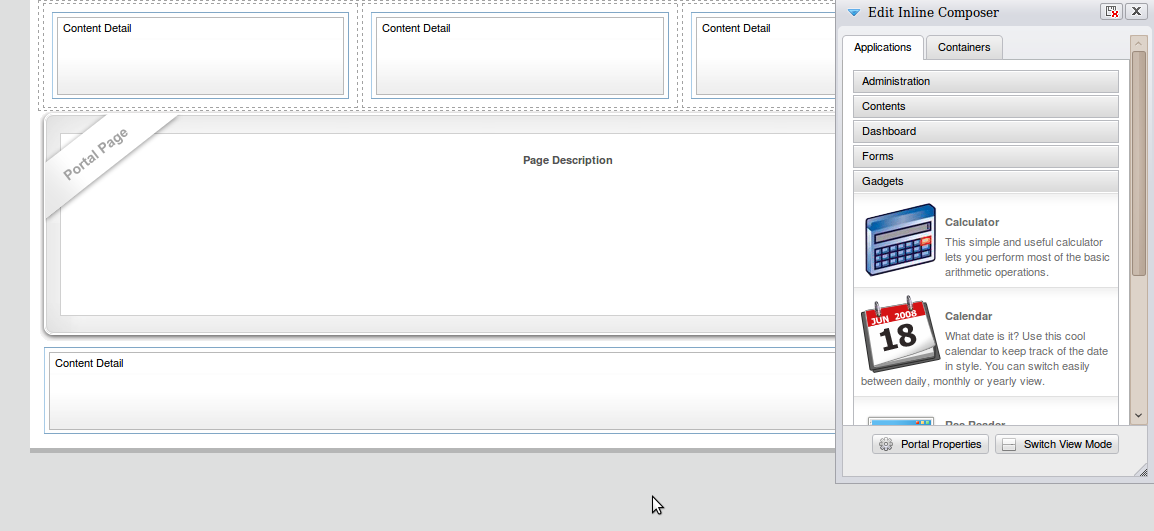 Content Detail
Content Detail
Content Detail
Portal Page
Page Description
Content Detail
Edit Inline Composer
Applications
Containers
Administration
Contents
Dashboard
Forms
Gadgets
Calculator
This simple and useful calculator
lets you perform most of the basic
arithmetic operations.
JUN 2008
18
Calendar
What date is it? Use this cool
calendar to keep track of the date
in style. You can switch easily
between daily, monthly or yearly view.
Rss Reader
Portal Properties
Switch View Mode